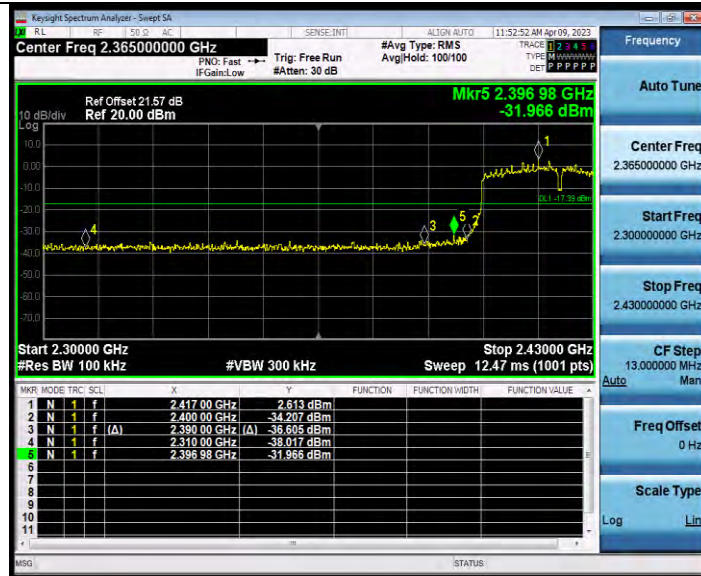 Keysight Spectrum Analyzer - Swept SA
RL RF 50 Ω AC SENSE:INT ALIGN AUTO 11:52:52 AM Apr 09, 2023
Center Freq 2.365000000 GHz
PNO: Fast
IFGain:Low
Trig: Free Run
#Atten: 30 dB
#Avg Type: RMS
Avg|Hold: 100/100
TRACE 1 2 3 4 5 6
TYPE M WWWWW
DET P P P P P P
Ref Offset 21.57 dB
10 dB/div Ref 20.00 dBm
Log
Mkr5 2.396 98 GHz
-31.966 dBm
10.0
0.00
-10.0
-20.0
-30.0
-40.0
-50.0
-60.0
-70.0
1
DL1 -17.39 dBm
4
3
5
2
Start 2.30000 GHz Stop 2.43000 GHz
#Res BW 100 kHz #VBW 300 kHz Sweep 12.47 ms (1001 pts)
MKR MODE TRC SCL X Y FUNCTION FUNCTION WIDTH FUNCTION VALUE
1 N 1 f 2.417 00 GHz 2.613 dBm
2 N 1 f 2.400 00 GHz -34.207 dBm
3 N 1 f (Δ) 2.390 00 GHz (Δ) -36.605 dBm
4 N 1 f 2.310 00 GHz -38.017 dBm
5 N 1 f 2.396 98 GHz -31.966 dBm
6
7
8
9
10
11
MSG STATUS
Frequency
Auto Tune
Center Freq
2.365000000 GHz
Start Freq
2.300000000 GHz
Stop Freq
2.430000000 GHz
CF Step
13.000000 MHz
Auto Man
Freq Offset
0 Hz
Scale Type
Log Lin